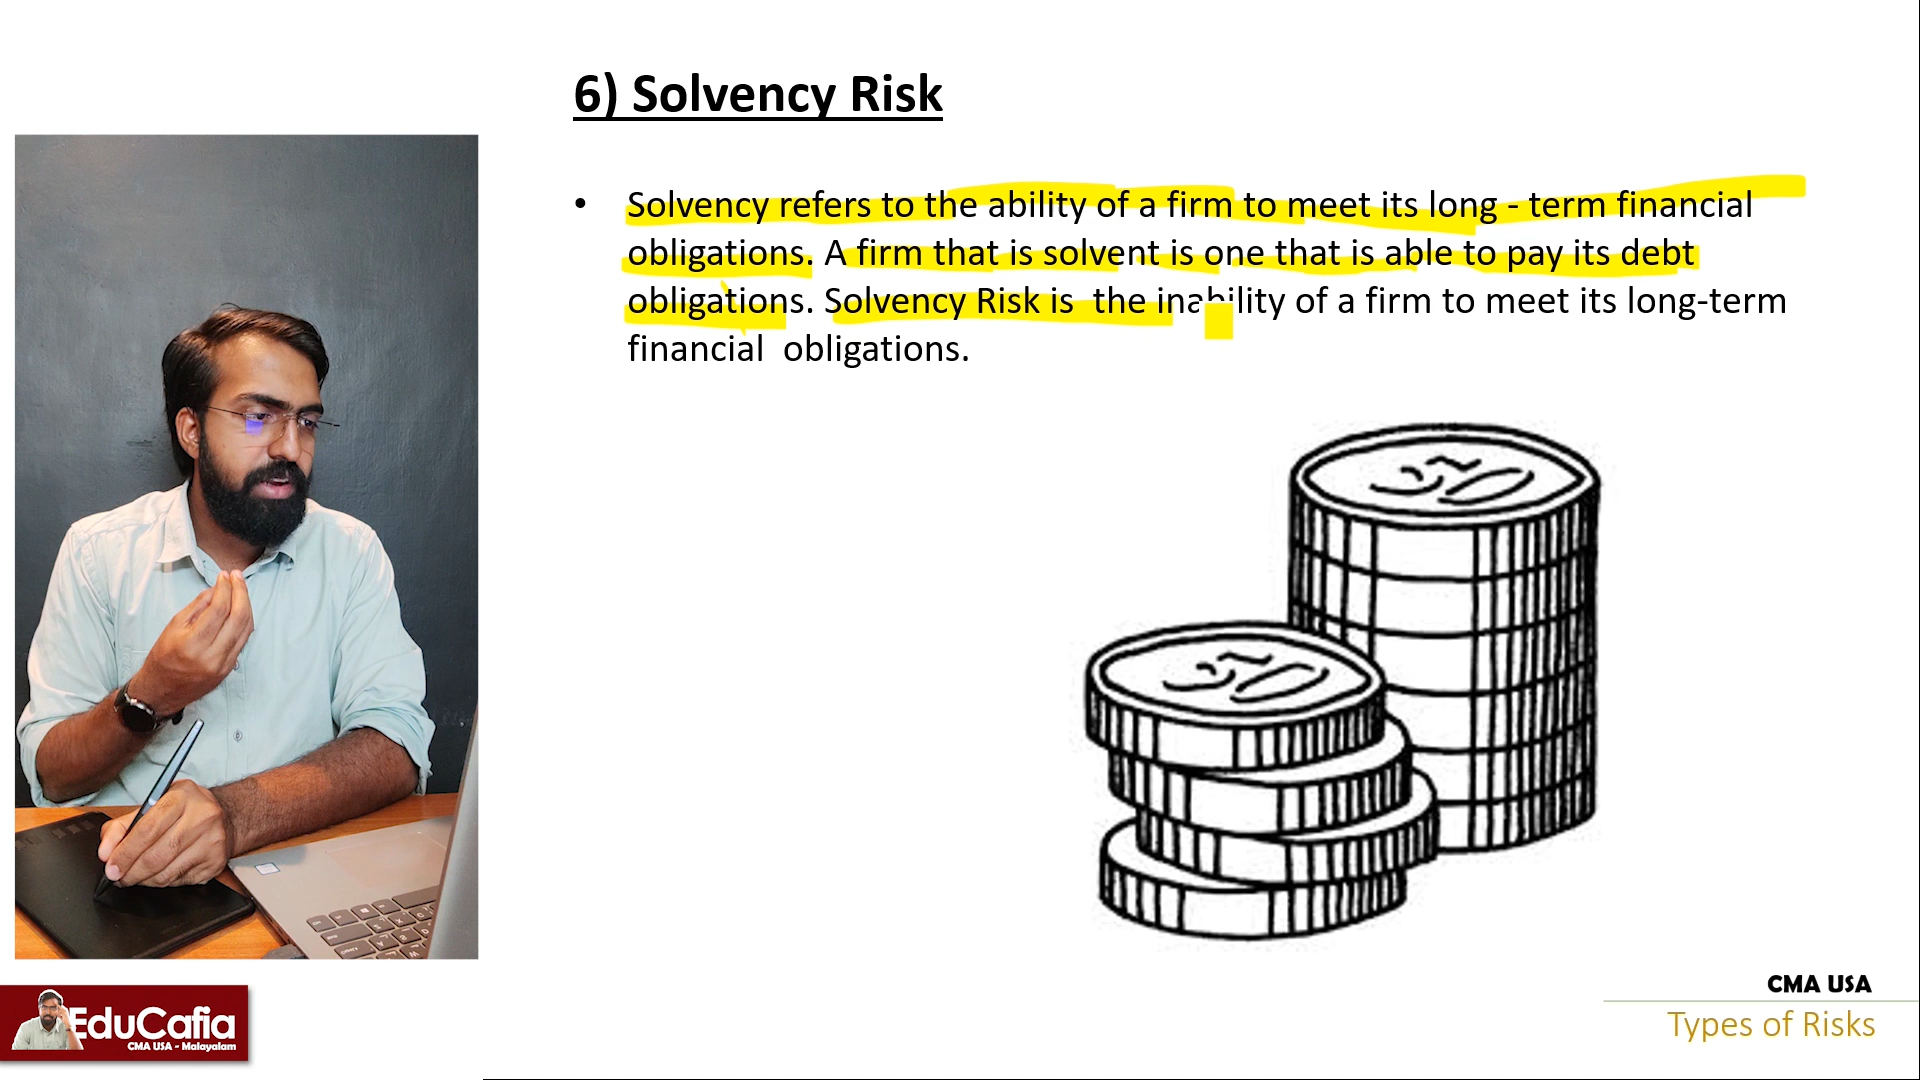 6) Solvency Risk
• Solvency refers to the ability of a firm to meet its long - term financial
obligations. A firm that is solvent is one that is able to pay its debt
obligations. Solvency Risk is  the inability of a firm to meet its long-term
financial  obligations.
50
50
CMA USA
Types of Risks
EduCafia
CMA USA - Malayalam